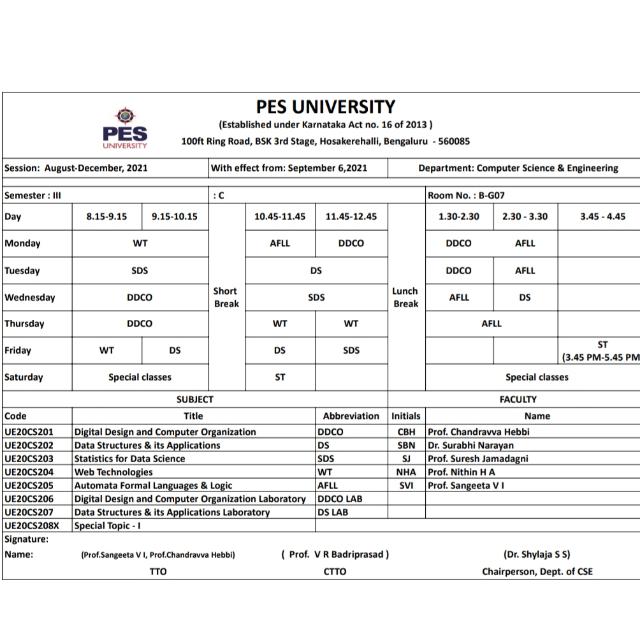 PES UNIVERSITY
(Established under Karnataka Act no. 16 of 2013 )
100ft Ring Road, BSK 3rd Stage, Hosakerehalli, Bengaluru - 560085
PES
UNIVERSITY
Session: August-December, 2021 With effect from: September 6,2021 Department: Computer Science & Engineering
Semester : III : C Room No. : B-G07
Day 8.15-9.15 9.15-10.15 10.45-11.45 11.45-12.45 1.30-2.30 2.30 - 3.30 3.45 - 4.45
Monday WT AFLL DDCO DDCO AFLL
Tuesday SDS DS DDCO AFLL
Short Break
Lunch Break
Wednesday DDCO SDS AFLL DS
Thursday DDCO WT WT AFLL
Friday WT DS DS SDS ST
(3.45 PM-5.45 PM
Saturday Special classes ST Special classes
SUBJECT FACULTY
Code Title Abbreviation Initials Name
UE20CS201 Digital Design and Computer Organization DDCO CBH Prof. Chandravva Hebbi
UE20CS202 Data Structures & its Applications DS SBN Dr. Surabhi Narayan
UE20CS203 Statistics for Data Science SDS SJ Prof. Suresh Jamadagni
UE20CS204 Web Technologies WT NHA Prof. Nithin H A
UE20CS205 Automata Formal Languages & Logic AFLL SVI Prof. Sangeeta V I
UE20CS206 Digital Design and Computer Organization Laboratory DDCO LAB
UE20CS207 Data Structures & its Applications Laboratory DS LAB
UE20CS208X Special Topic - I
Signature:
Name: (Prof.Sangeeta V I, Prof.Chandravva Hebbi) ( Prof. V R Badriprasad ) (Dr. Shylaja S S)
TTO CTTO Chairperson, Dept. of CSE